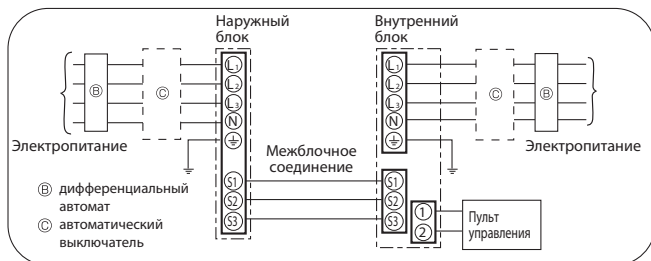 Наружный
блок
Внутренний
блок
L1
L2
L3
N
L1
L2
L3
N
Ⓑ
Ⓒ
Ⓒ
Ⓑ
Электропитание
Электропитание
Межблочное
соединение
S1
S2
S3
S1
S2
S3
1
2
Пульт
управления
Ⓑ дифференциальный
автомат
Ⓒ автоматический
выключатель